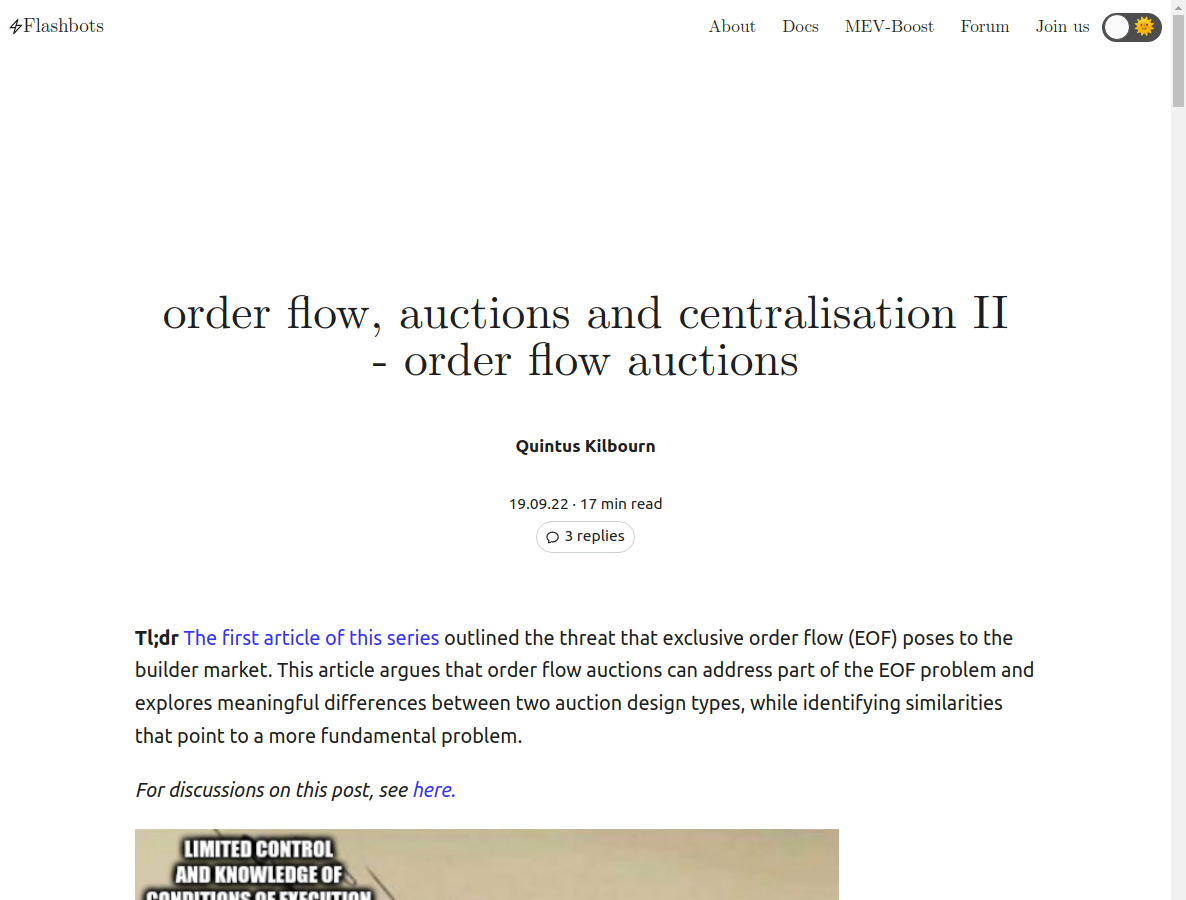 Flashbots
About Docs MEV-Boost Forum Join us
order flow, auctions and centralisation II
- order flow auctions
Quintus Kilbourn
19.09.22 · 17 min read
3 replies
Tl;dr The first article of this series outlined the threat that exclusive order flow (EOF) poses to the
builder market. This article argues that order flow auctions can address part of the EOF problem and
explores meaningful differences between two auction design types, while identifying similarities
that point to a more fundamental problem.
For discussions on this post, see here.
LIMITED CONTROL
AND KNOWLEDGE OF
CONDITIONS OF EXECUTION